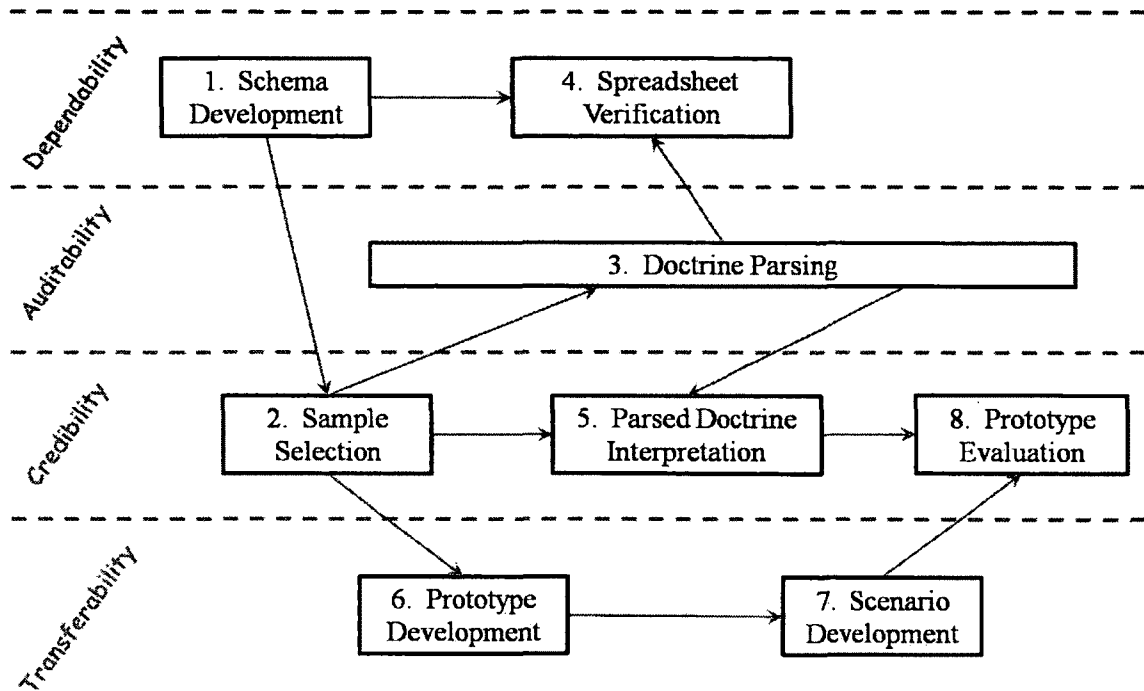 Dependability
1. Schema
Development
4. Spreadsheet
Verification
Auditability
3. Doctrine Parsing
Credibility
2. Sample
Selection
5. Parsed Doctrine
Interpretation
8. Prototype
Evaluation
Transferability
6. Prototype
Development
7. Scenario
Development